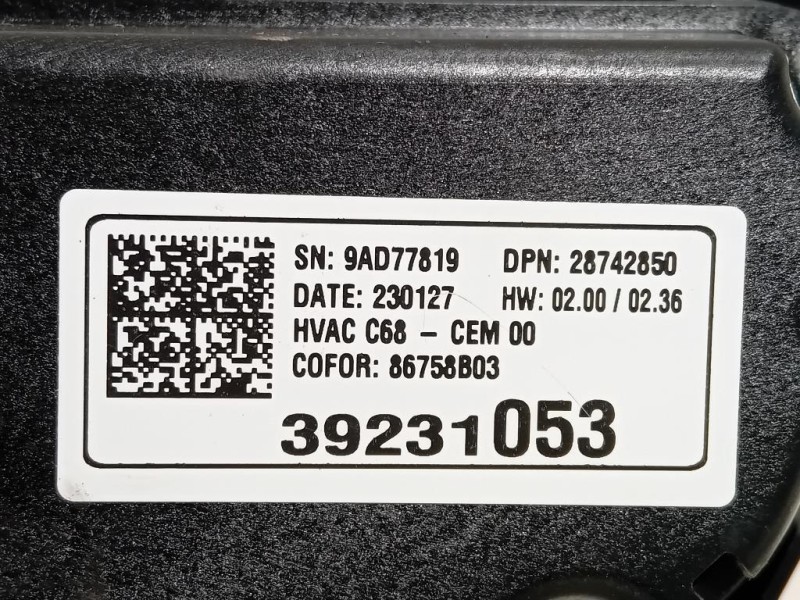 SN: 9AD77819 DPN: 28742850
DATE: 230127 HW: 02.00 / 02.36
HVAC C68 - CEM 00
COFOR: 86758B03
39231053